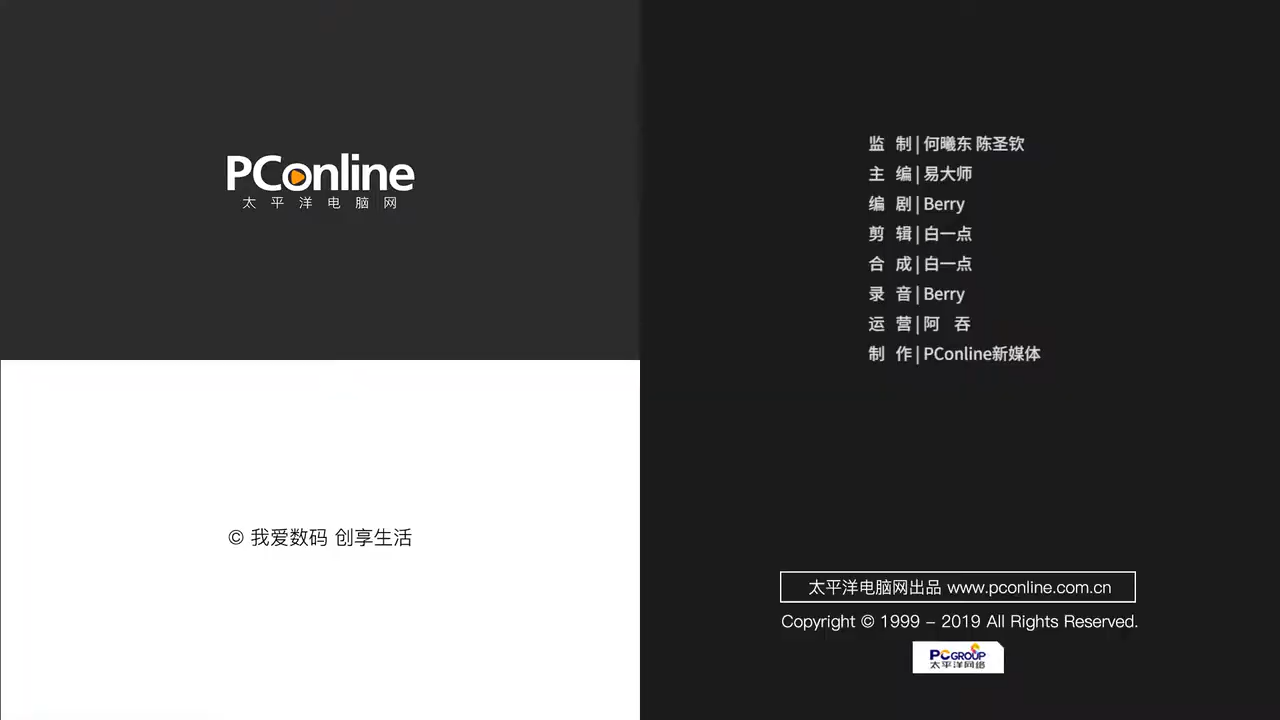 PConline
太平洋电脑网
© 我爱数码 创享生活
监 制|何曦东 陈圣钦
主 编|易大师
编 剧|Berry
剪 辑|白一点
合 成|白一点
录 音|Berry
运 营|阿 吞
制 作|PConline新媒体
太平洋电脑网出品 www.pconline.com.cn
Copyright © 1999 – 2019 All Rights Reserved.
PCGROUP
太平洋网络